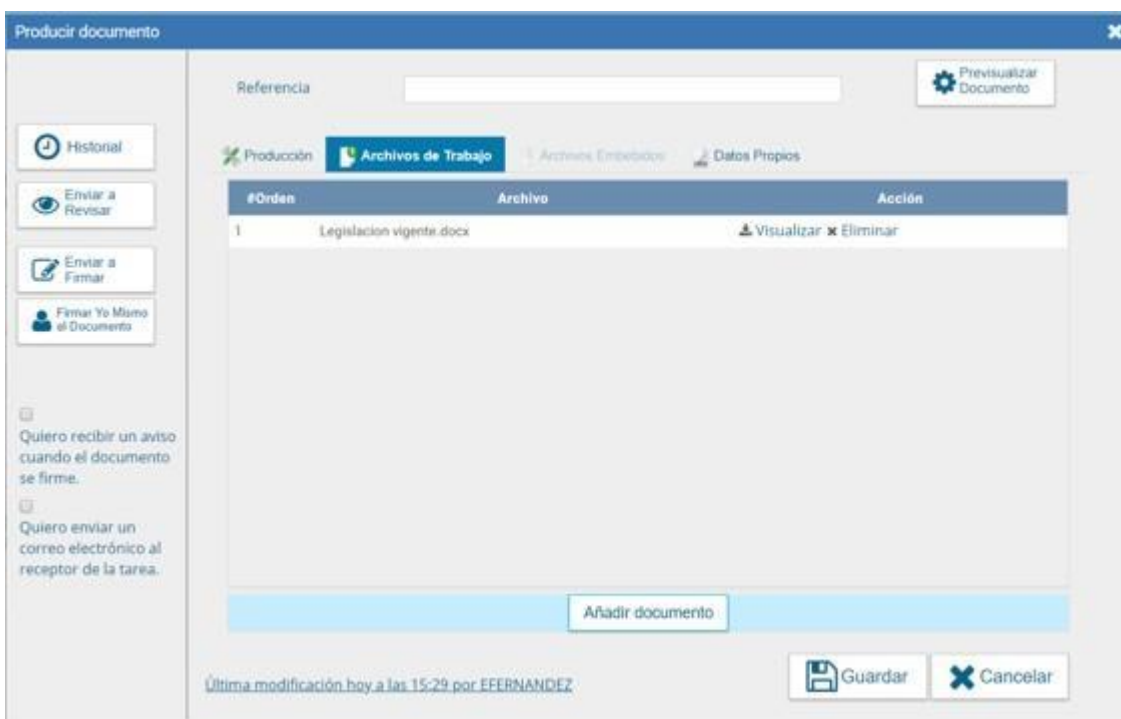 Producir documento
Referencia
Previsualizar
Documento
Historial
Producción
Archivos de Trabajo
Archivos Embebidos
Datos Propios
Enviar a
Revisar
#Orden Archivo Acción
1 Legislacion vigente.docx Visualizar Eliminar
Enviar a
Firmar
Firmar Yo Mismo
el Documento
Quiero recibir un aviso
cuando el documento
se firme.
Quiero enviar un
correo electrónico al
receptor de la tarea.
Añadir documento
Última modificación hoy a las 15:29 por EFERNANDEZ
Guardar
Cancelar